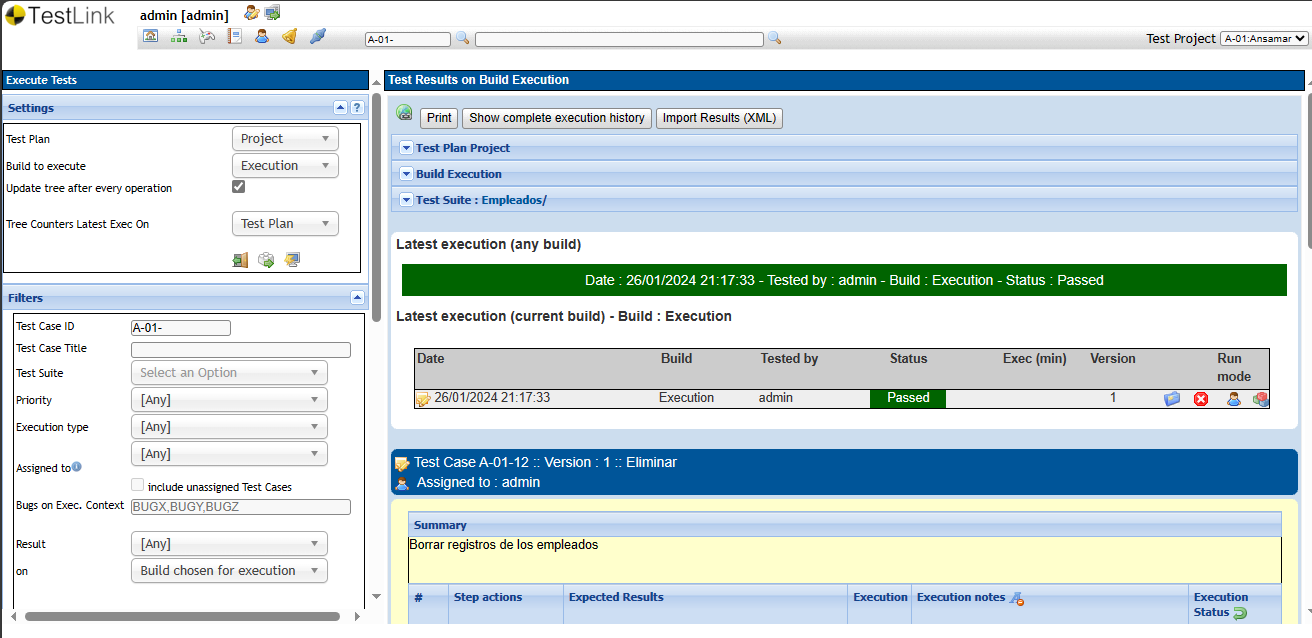 TestLink
admin [admin]
A-01-
Test Project A-01:Ansamar
Execute Tests
Settings
?
Test Plan Project
Build to execute Execution
Update tree after every operation
Tree Counters Latest Exec On Test Plan
Filters
Test Case ID A-01-
Test Case Title
Test Suite Select an Option
Priority [Any]
Execution type [Any]
[Any]
Assigned to
include unassigned Test Cases
Bugs on Exec. Context BUGX,BUGY,BUGZ
Result [Any]
on Build chosen for execution
Test Results on Build Execution
Print Show complete execution history Import Results (XML)
Test Plan Project
Build Execution
Test Suite : Empleados/
Latest execution (any build)
Date : 26/01/2024 21:17:33 - Tested by : admin - Build : Execution - Status : Passed
Latest execution (current build) - Build : Execution
Date Build Tested by Status Exec (min) Version Run
mode
26/01/2024 21:17:33 Execution admin Passed 1
Test Case A-01-12 :: Version : 1 :: Eliminar
Assigned to : admin
Summary
Borrar registros de los empleados
# Step actions Expected Results Execution Execution notes Execution
Status